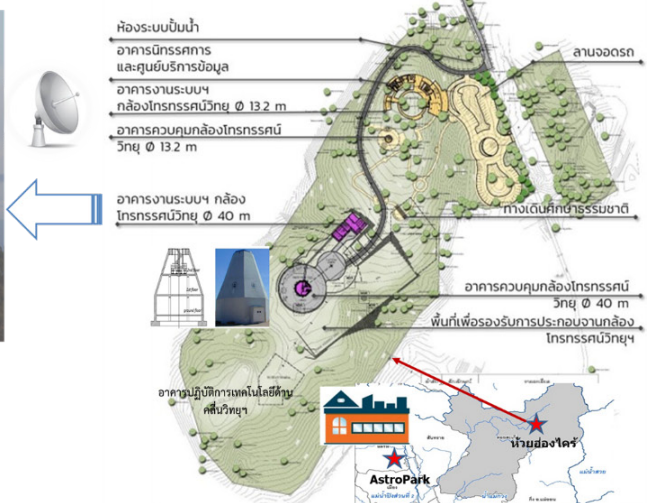 ห้องระบบปั้มน้ำ
อาคารนิทรรศการ
และศูนย์บริการข้อมูล
อาคารงานระบบฯ
กล้องโทรทรรศน์วิทยุ Ø 13.2 m
อาคารควบคุมกล้องโทรทรรศน์
วิทยุ Ø 13.2 m
อาคารงานระบบฯ กล้อง
โทรทรรศน์วิทยุ Ø 40 m
ลานจอดรถ
ทางเดินศึกษาธรรมชาติ
อาคารควบคุมกล้องโทรทรรศน์
วิทยุ Ø 40 m
พื้นที่เพื่อรองรับการประกอบจานกล้อง
โทรทรรศน์วิทยุฯ
อาคารปฏิบัติการเทคโนโลยีด้าน
คลื่นวิทยุฯ
ห้วยฮ่องไคร้
AstroPark